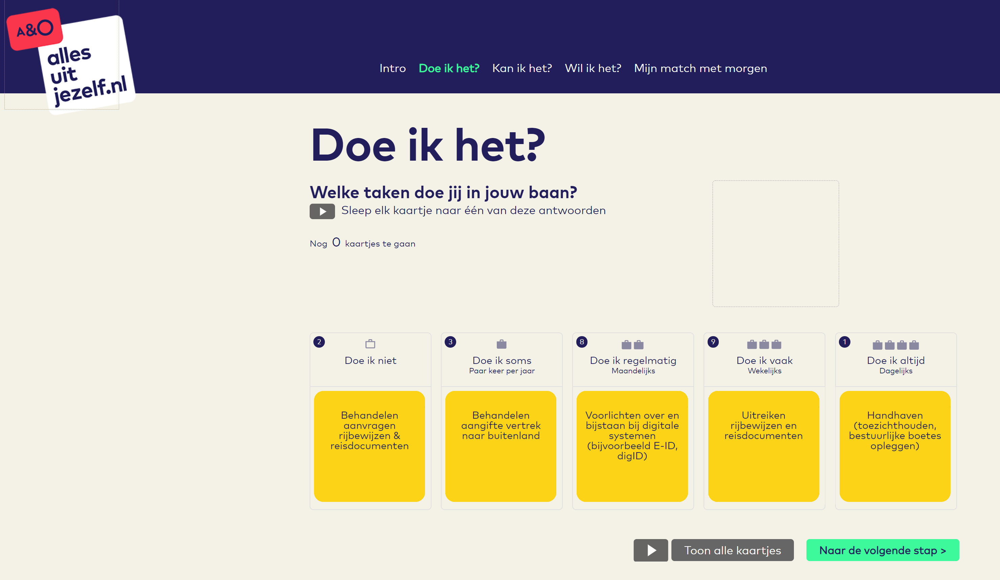 A&O
alles
uit
jezelf.nl
Intro Doe ik het? Kan ik het? Wil ik het? Mijn match met morgen
Doe ik het?
Welke taken doe jij in jouw baan?
Sleep elk kaartje naar één van deze antwoorden
Nog 0 kaartjes te gaan
2
Doe ik niet
Behandelen
aanvragen
rijbewijzen &
reisdocumenten
3
Doe ik soms
Paar keer per jaar
Behandelen
aangifte vertrek
naar buitenland
8
Doe ik regelmatig
Maandelijks
Voorlichten over en
bijstaan bij digitale
systemen
(bijvoorbeeld E-ID,
digID)
9
Doe ik vaak
Wekelijks
Uitreiken
rijbewijzen en
reisdocumenten
1
Doe ik altijd
Dagelijks
Handhaven
(toezichthouden,
bestuurlijke boetes
opleggen)
Toon alle kaartjes
Naar de volgende stap >